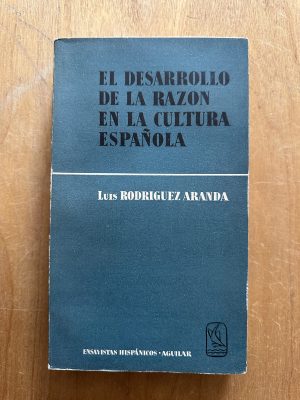 EL DESARROLLO
DE LA RAZON
EN LA CULTURA
ESPAÑOLA
Luis RODRIGUEZ ARANDA
ENSAYISTAS HISPÁNICOS · AGUILAR